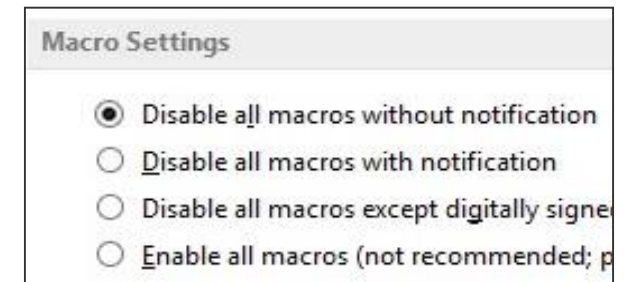 Macro Settings
Disable all macros without notification
Disable all macros with notification
Disable all macros except digitally signe
Enable all macros (not recommended; p